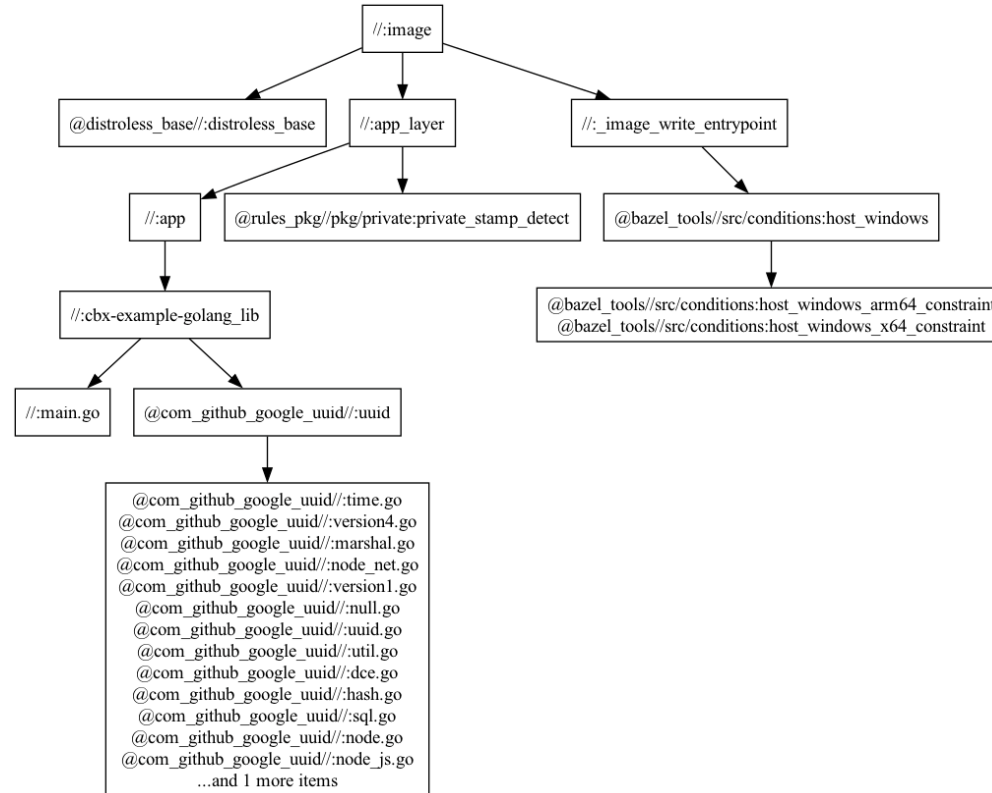 //:image
@distroless_base//:distroless_base
//:app_layer
//:_image_write_entrypoint
//:app
@rules_pkg//pkg/private:private_stamp_detect
@bazel_tools//src/conditions:host_windows
//:cbx-example-golang_lib
@bazel_tools//src/conditions:host_windows_arm64_constraint
@bazel_tools//src/conditions:host_windows_x64_constraint
//:main.go
@com_github_google_uuid//:uuid
@com_github_google_uuid//:time.go
@com_github_google_uuid//:version4.go
@com_github_google_uuid//:marshal.go
@com_github_google_uuid//:node_net.go
@com_github_google_uuid//:version1.go
@com_github_google_uuid//:null.go
@com_github_google_uuid//:uuid.go
@com_github_google_uuid//:util.go
@com_github_google_uuid//:dce.go
@com_github_google_uuid//:hash.go
@com_github_google_uuid//:sql.go
@com_github_google_uuid//:node.go
@com_github_google_uuid//:node_js.go
...and 1 more items